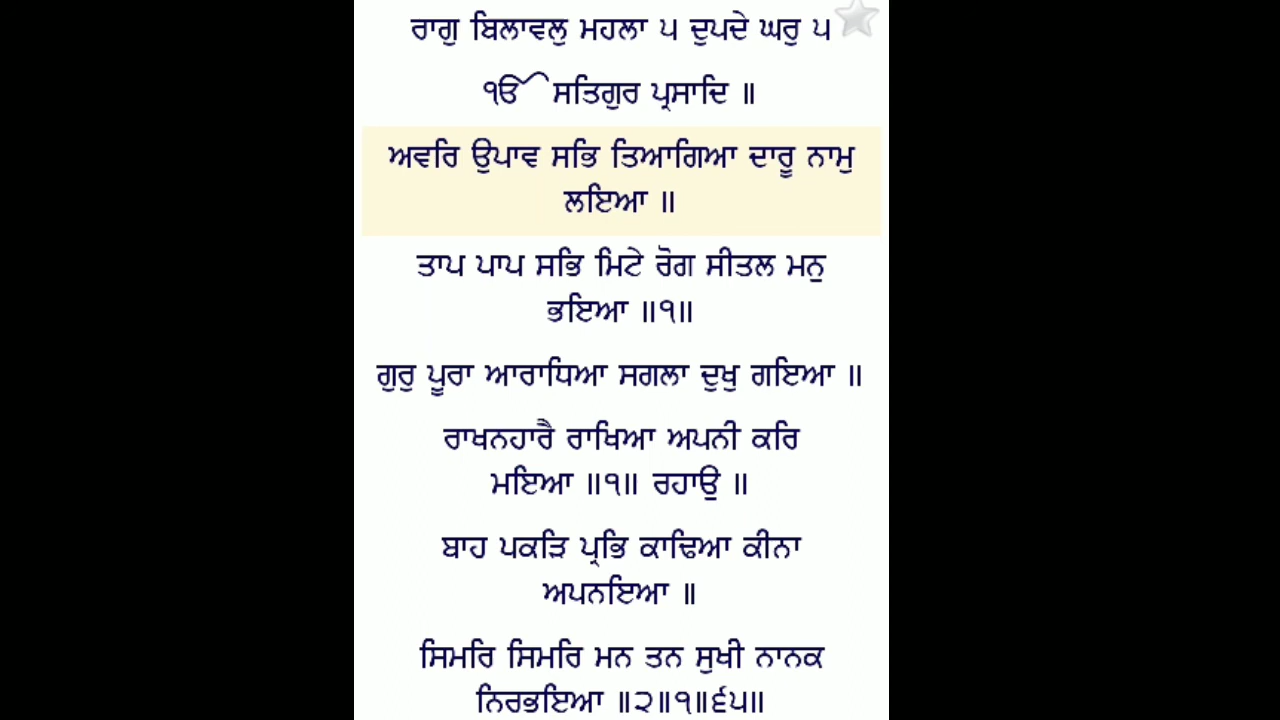 ਰਾਗੁ ਬਿਲਾਵਲੁ ਮਹਲਾ ੫ ਦੁਪਦੇ ਘਰੁ ੫
ੴ ਸਤਿਗੁਰ ਪ੍ਰਸਾਦਿ ॥
ਅਵਰਿ ਉਪਾਵ ਸਭਿ ਤਿਆਗਿਆ ਦਾਰੂ ਨਾਮੁ
ਲਇਆ ॥
ਤਾਪ ਪਾਪ ਸਭਿ ਮਿਟੇ ਰੋਗ ਸੀਤਲ ਮਨੁ
ਭਇਆ ॥੧॥
ਗੁਰੁ ਪੂਰਾ ਆਰਾਧਿਆ ਸਗਲਾ ਦੁਖੁ ਗਇਆ ॥
ਰਾਖਨਹਾਰੈ ਰਾਖਿਆ ਅਪਨੀ ਕਰਿ
ਮਇਆ ॥੧॥ ਰਹਾਉ ॥
ਬਾਹ ਪਕੜਿ ਪ੍ਰਭਿ ਕਾਢਿਆ ਕੀਨਾ
ਅਪਨਇਆ ॥
ਸਿਮਰਿ ਸਿਮਰਿ ਮਨ ਤਨ ਸੁਖੀ ਨਾਨਕ
ਨਿਰਭਇਆ ॥੨॥੧॥੬੫॥